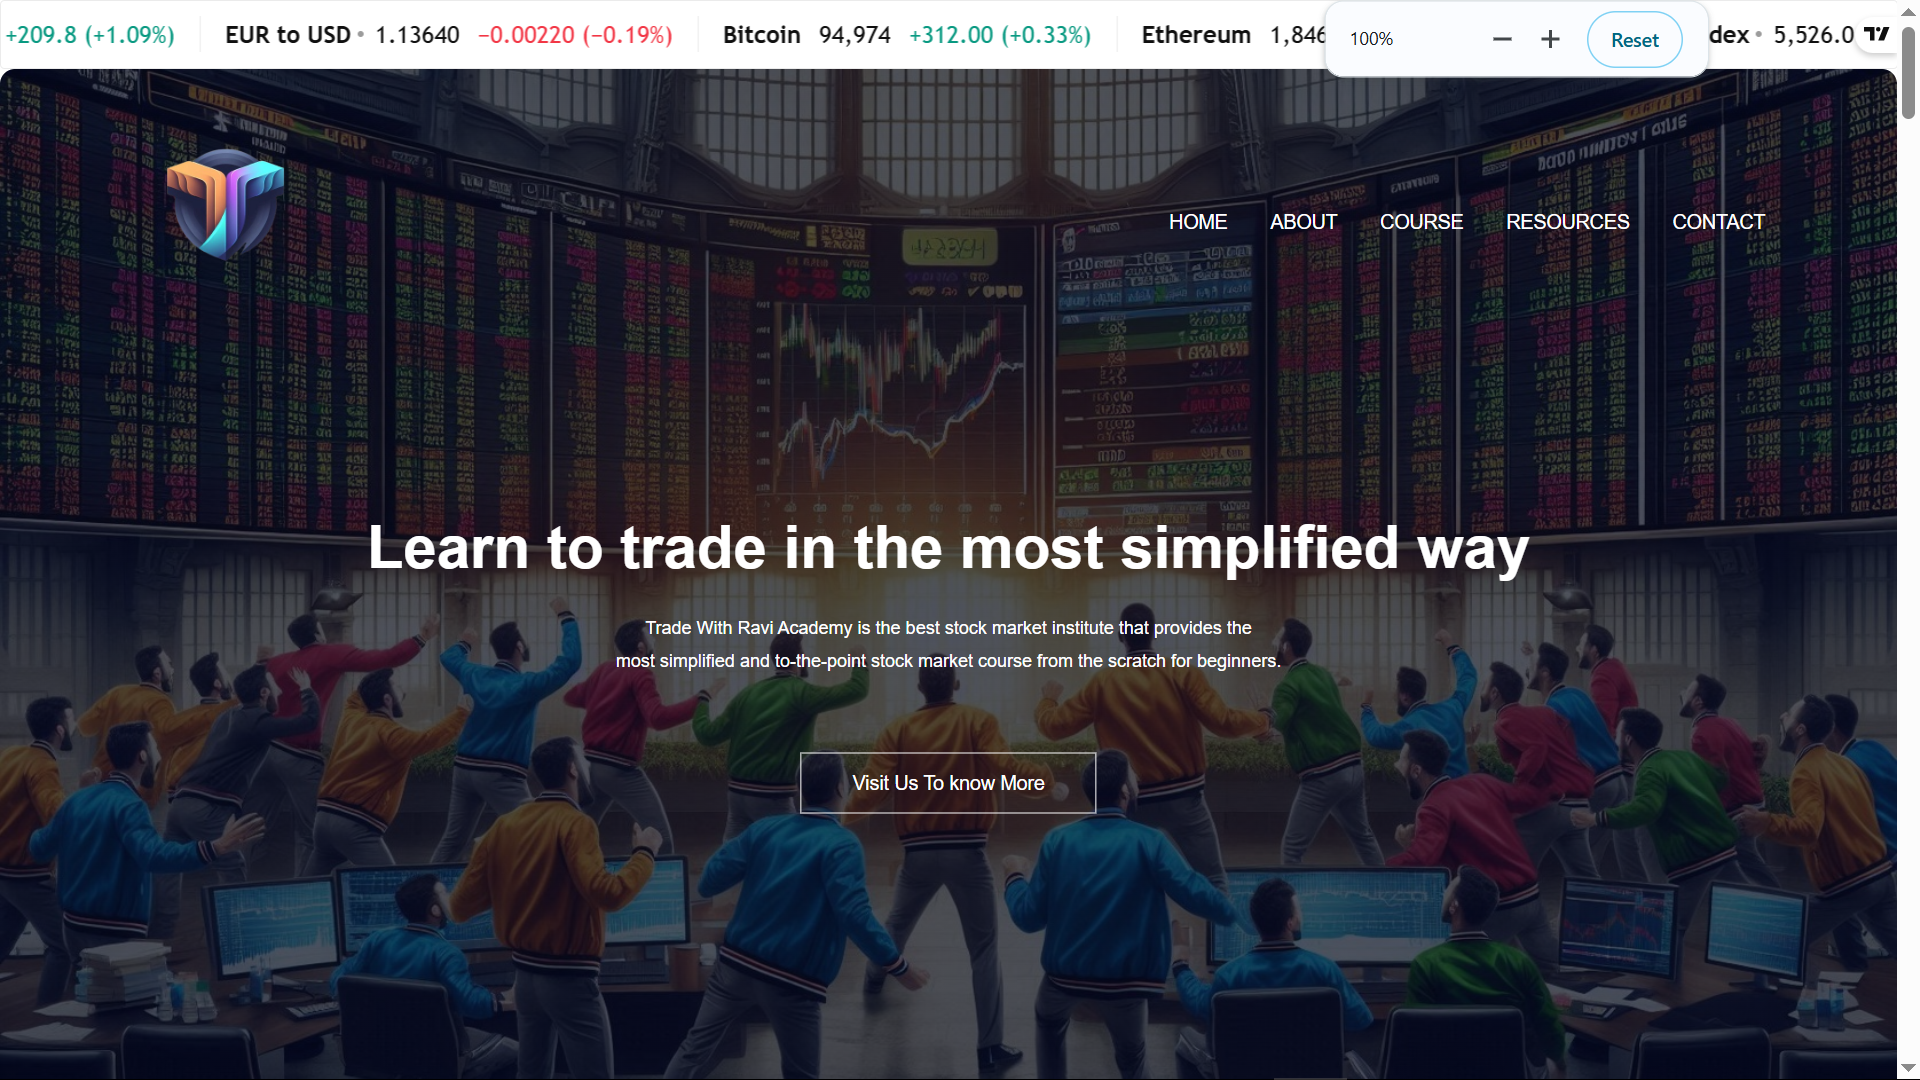 +209.8 (+1.09%) EUR to USD • 1.13640 −0.00220 (−0.19%) Bitcoin 94,974 +312.00 (+0.33%) Ethereum 1,846 100% − + Reset dex • 5,526.0
HOME ABOUT COURSE RESOURCES CONTACT
Learn to trade in the most simplified way
Trade With Ravi Academy is the best stock market institute that provides the
most simplified and to-the-point stock market course from the scratch for beginners.
Visit Us To know More